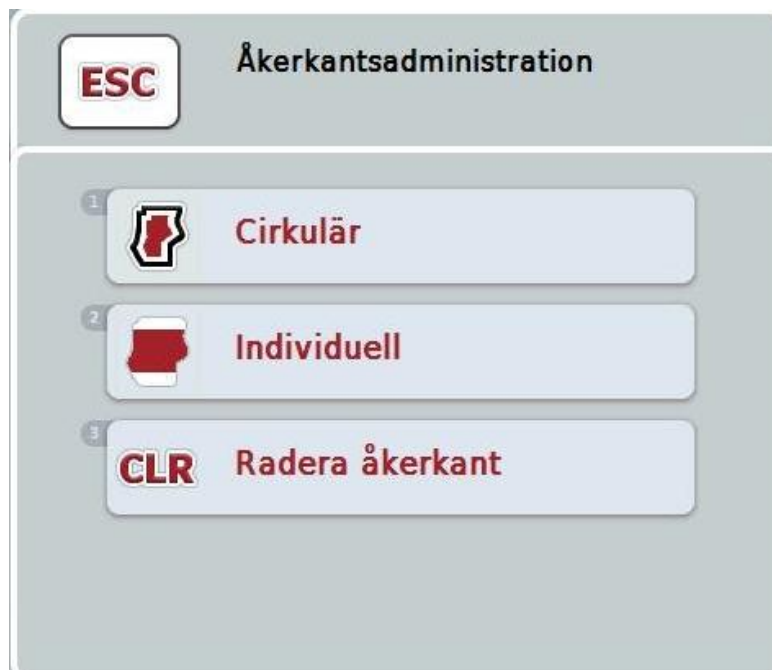 ESC
Åkerkantsadministration
1
Cirkulär
2
Individuell
3
CLR
Radera åkerkant